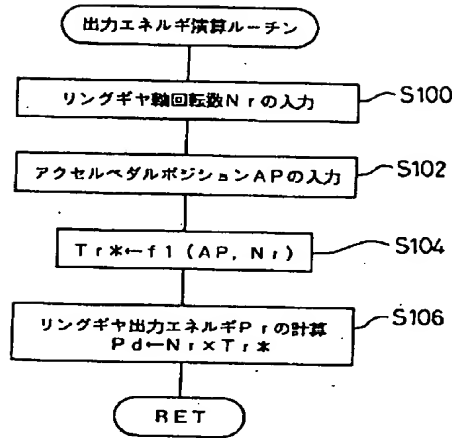 出力エネルギ演算ルーチン
リングギヤ軸回転数Nrの入力
S100
アクセルペダルポジションAPの入力
S102
Tr*←f1(AP,Nr)
S104
リングギヤ出力エネルギPrの計算
Pd←Nr×Tr*
S106
RET